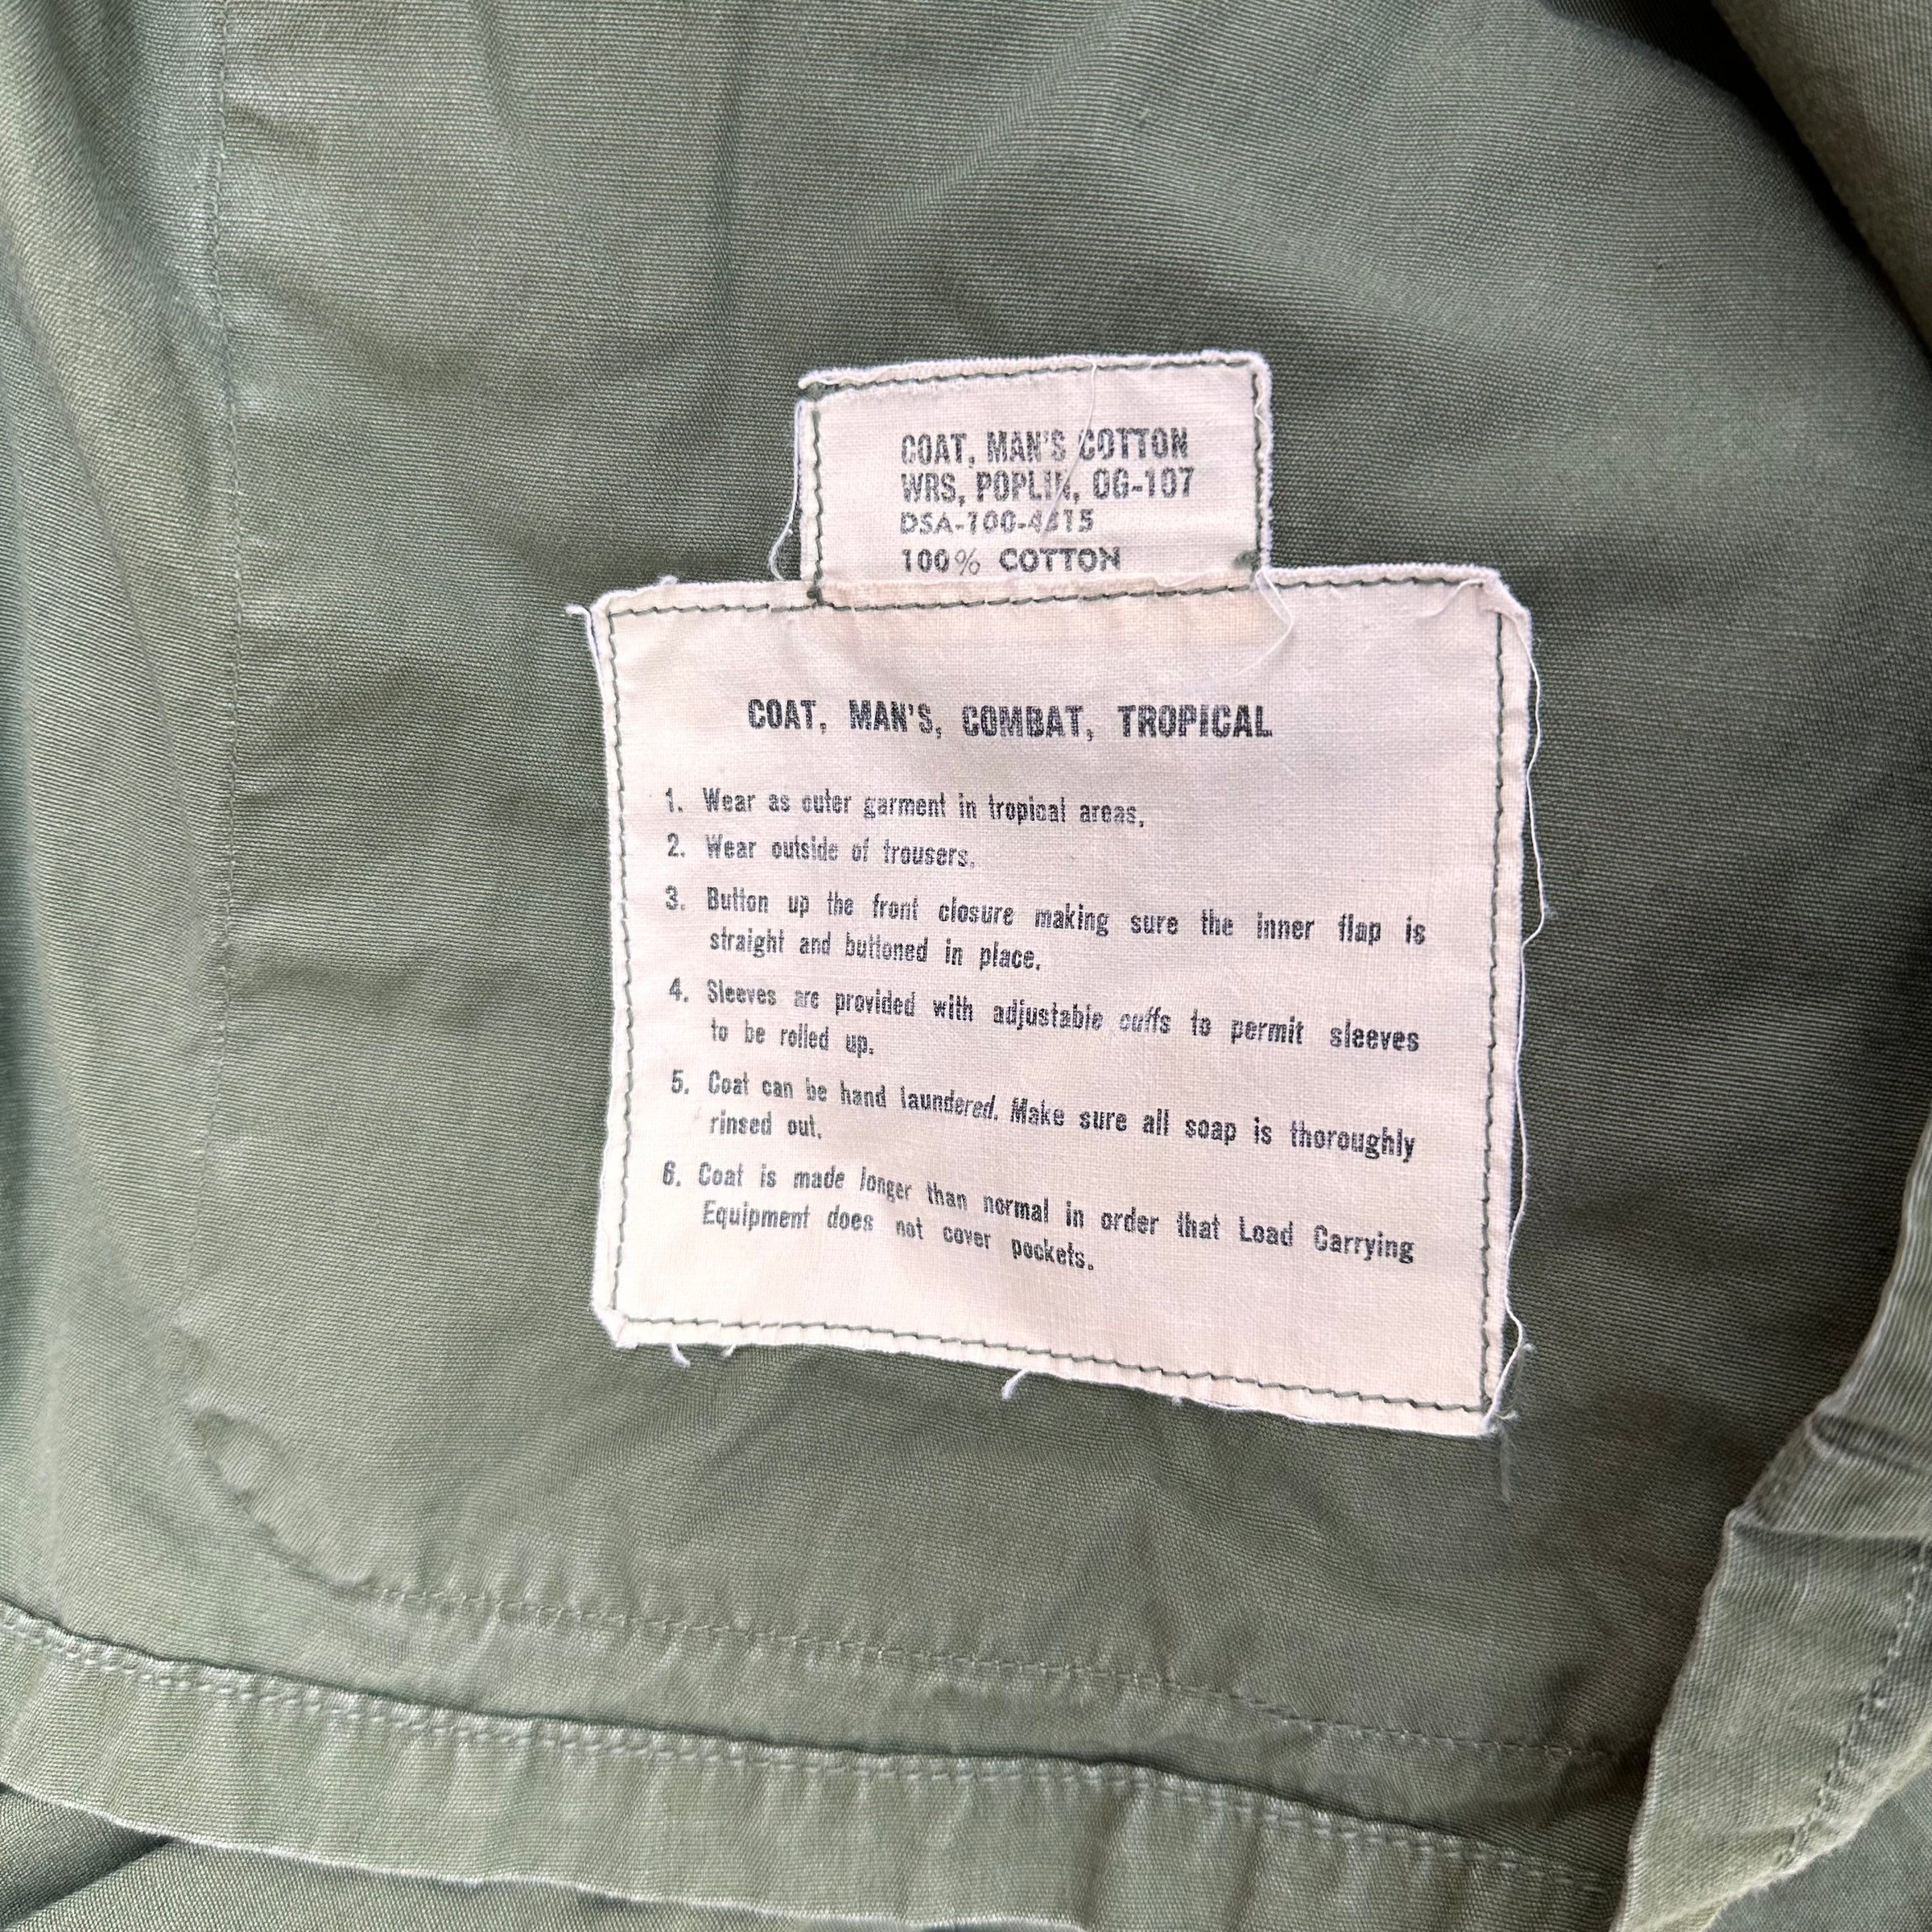 COAT, MAN'S COTTON
WRS, POPLIN, OG-107
100% COTTON
COAT, MAN'S, COMBAT, TROPICAL
1. Wear as outer garment in tropical areas.
2. Wear outside of trousers.
3. Button up the front closure making sure the inner flap is
straight and buttoned in place.
4. Sleeves are provided with adjustable cuffs to permit sleeves
to be rolled up.
5. Coat can be hand laundered. Make sure all soap is thoroughly
rinsed out.
6. Coat is made longer than normal in order that Load Carrying
Equipment does not cover pockets.